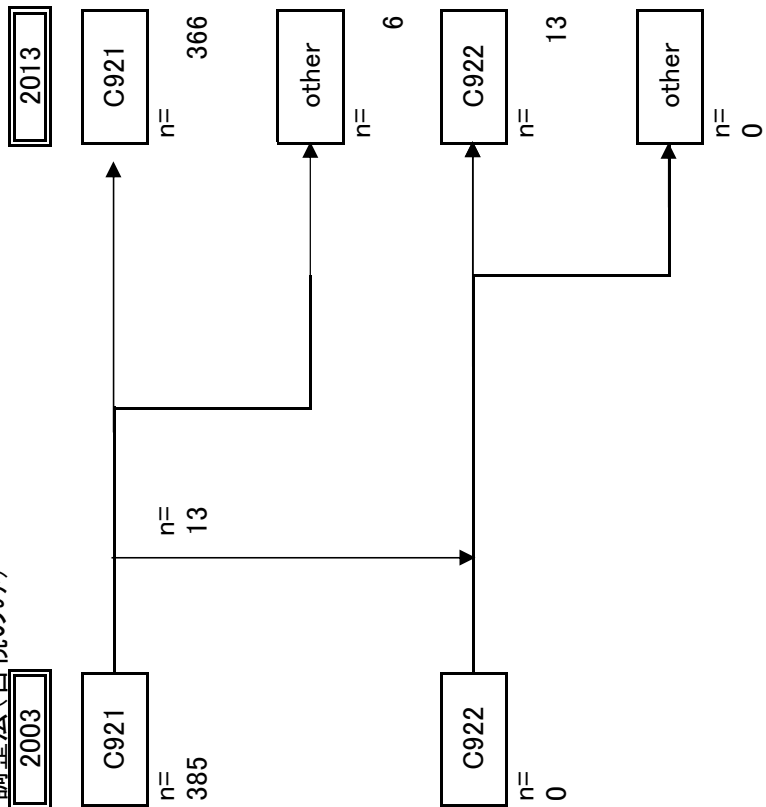 2003
2013
C921
C921
n=
n=
n=
385
13
366
other
n=
6
C922
C922
n=
n=
0
13
other
n=
0